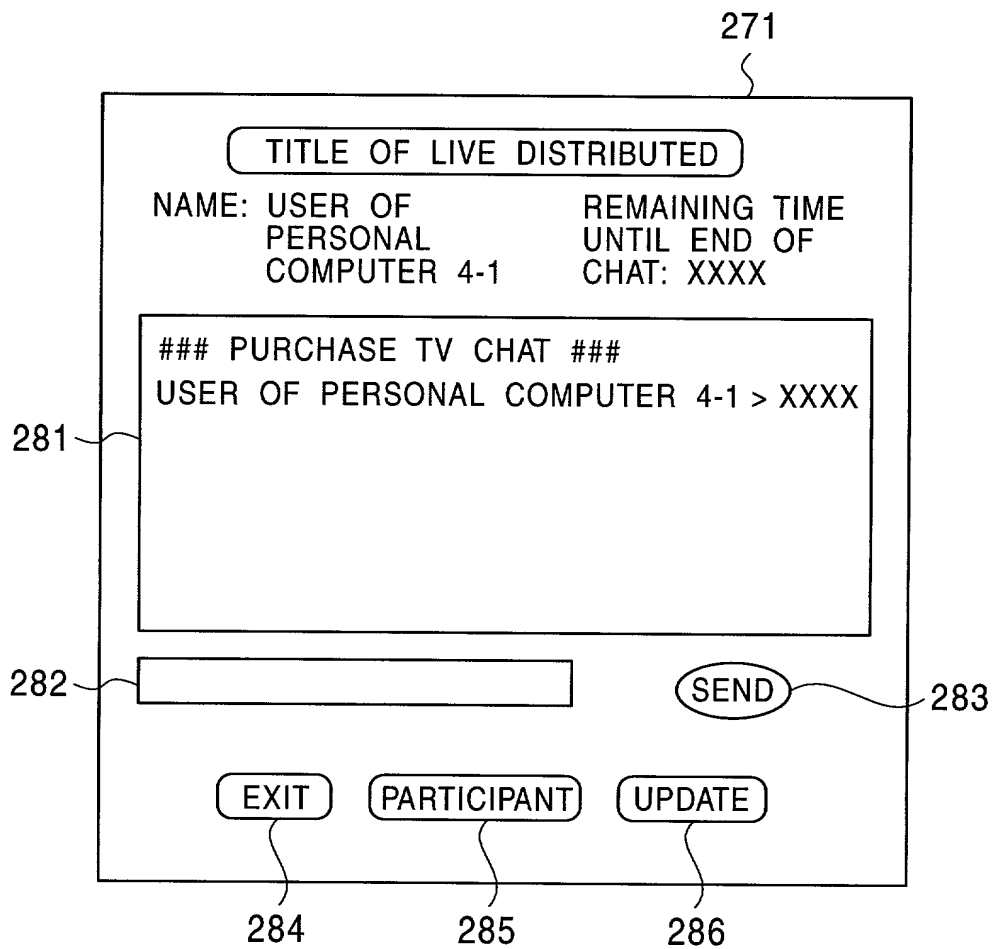 271
TITLE OF LIVE DISTRIBUTED
NAME: USER OF
PERSONAL
COMPUTER 4-1
REMAINING TIME
UNTIL END OF
CHAT: XXXX
### PURCHASE TV CHAT ###
USER OF PERSONAL COMPUTER 4-1 > XXXX
281
282
SEND
283
EXIT
PARTICIPANT
UPDATE
284
285
286